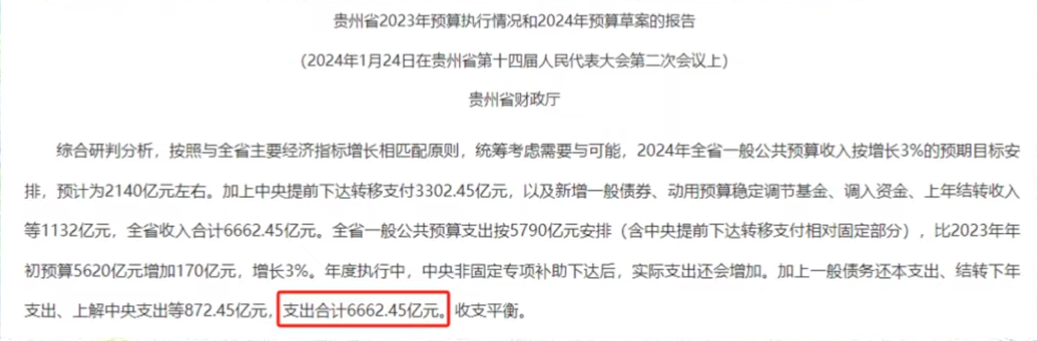 贵州省2023年预算执行情况和2024年预算草案的报告
(2024年1月24日在贵州省第十四届人民代表大会第二次会议上)
贵州省财政厅
综合研判分析，按照与全省主要经济指标增长相匹配原则，统筹考虑需要与可能，2024年全省一般公共预算收入按增长3%的预期目标安
排，预计为2140亿元左右。加上中央提前下达转移支付3302.45亿元，以及新增一般债券、动用预算稳定调节基金、调入资金、上年结转收入
等1132亿元，全省收入合计6662.45亿元。全省一般公共预算支出按5790亿元安排（含中央提前下达转移支付相对固定部分），比2023年年
初预算5620亿元增加170亿元，增长3%。年度执行中，中央非固定专项补助下达后，实际支出还会增加。加上一般债务还本支出、结转下年
支出、上解中央支出等872.45亿元，支出合计6662.45亿元。收支平衡。